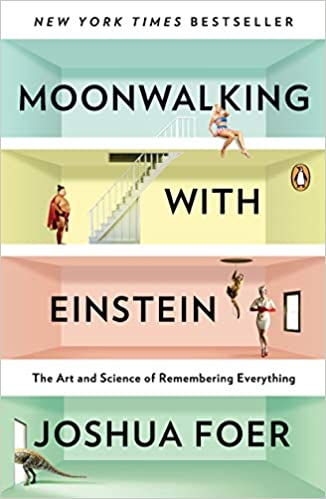 NEW YORK TIMES BESTSELLER
MOONWALKING
WITH
EINSTEIN
The Art and Science of Remembering Everything
JOSHUA FOER